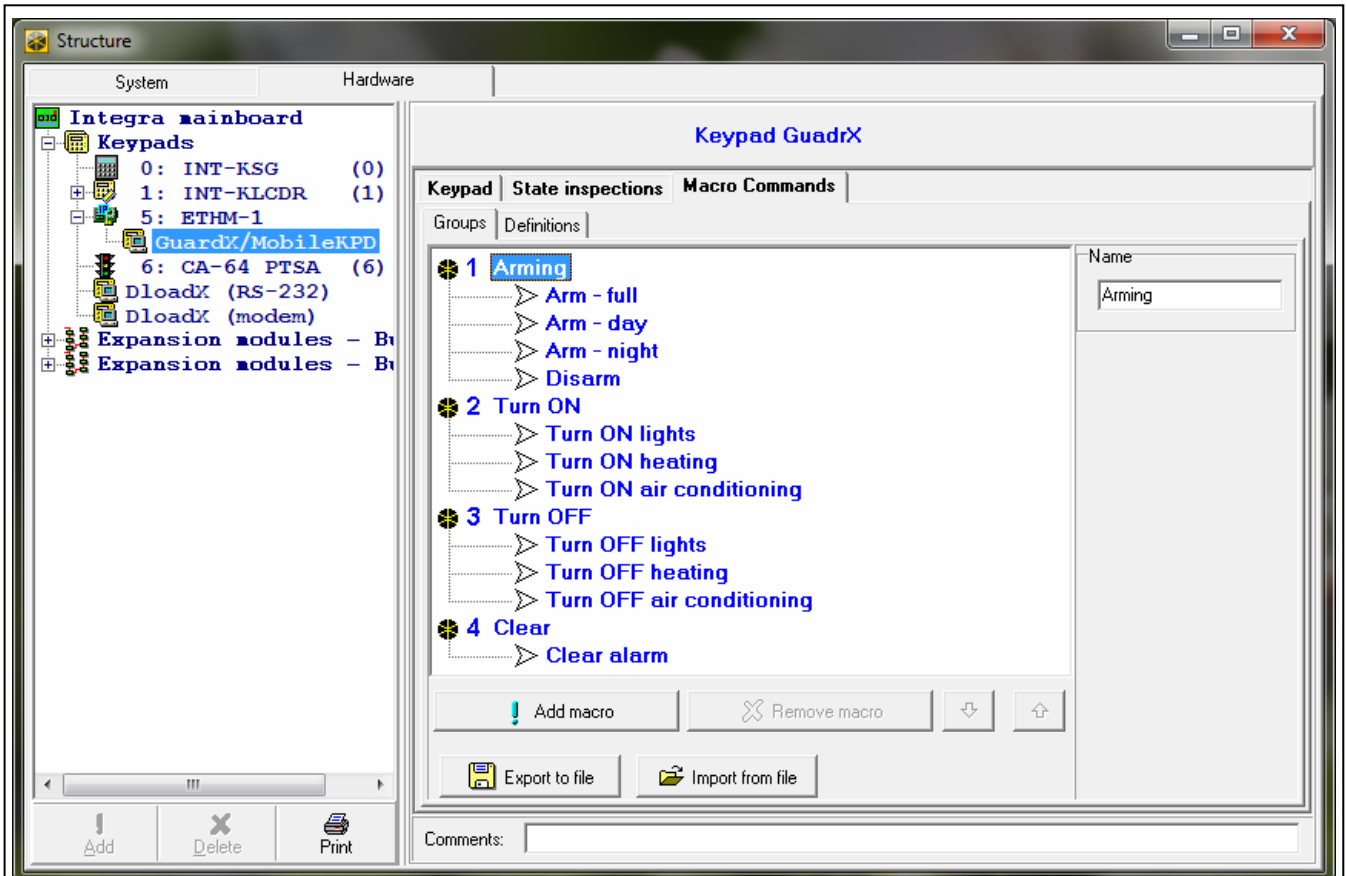 Structure
System
Hardware
Integra mainboard
Keypads
0: INT-KSG (0)
1: INT-KLCDR (1)
5: ETHM-1
GuardX/MobileKPD
6: CA-64 PTSA (6)
DloadX (RS-232)
DloadX (modem)
Expansion modules – Bu
Expansion modules – Bu
Add
Delete
Print
Keypad GuadrX
Keypad
State inspections
Macro Commands
Groups
Definitions
1 Arming
Arm - full
Arm - day
Arm - night
Disarm
2 Turn ON
Turn ON lights
Turn ON heating
Turn ON air conditioning
3 Turn OFF
Turn OFF lights
Turn OFF heating
Turn OFF air conditioning
4 Clear
Clear alarm
Name
Arming
Add macro
Remove macro
Export to file
Import from file
Comments: